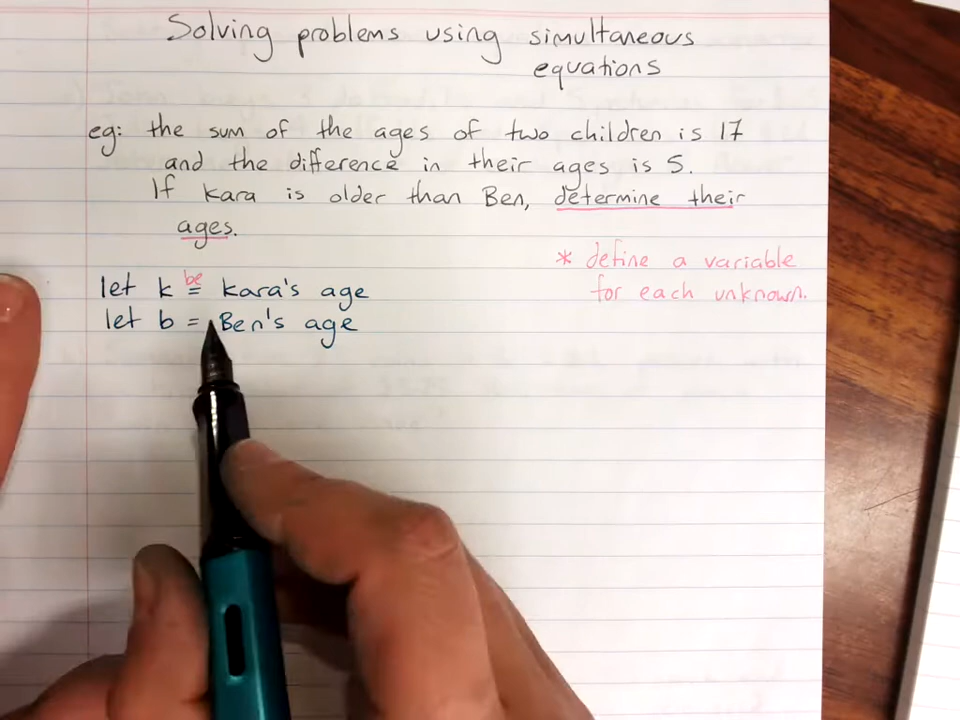 Solving problems using simultaneous
equations
eg: the sum of the ages of two children is 17
and the difference in their ages is 5.
If Kara is older than Ben, determine their
ages.
* define a variable
for each unknown.
be
let k = Kara's age
let b = Ben's age